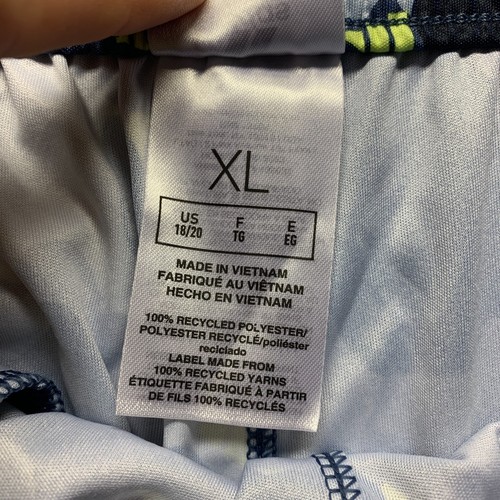 XL
US F E
18/20 TG EG
MADE IN VIETNAM
FABRIQUÉ AU VIÊTNAM
HECHO EN VIETNAM
100% RECYCLED POLYESTER/
POLYESTER RECYCLÉ/poliéster
reciclado
LABEL MADE FROM
100% RECYCLED YARNS
ÉTIQUETTE FABRIQUÉ À PARTIR
DE FILS 100% RECYCLÉS